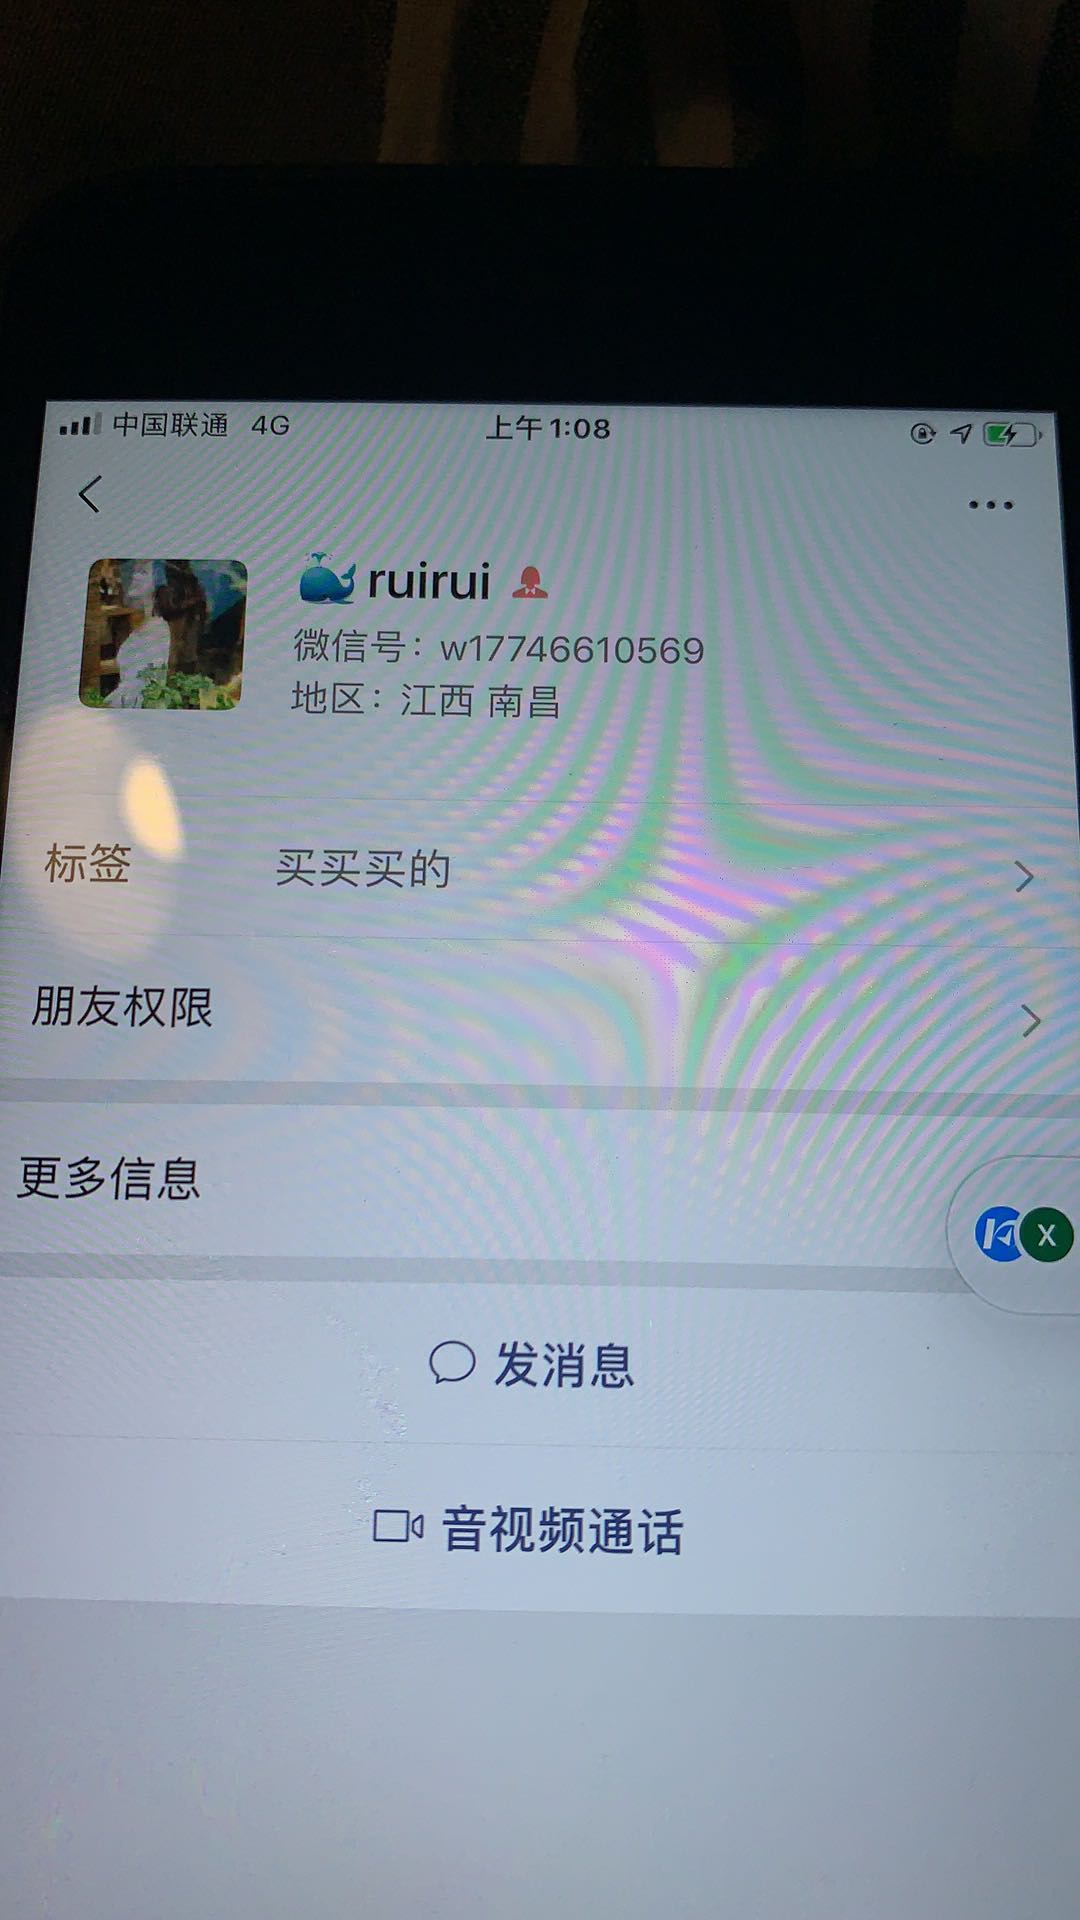 中国联通 4G 上午1:08
🐳 ruirui
微信号：w17746610569
地区：江西 南昌
标签 买买买的
朋友权限
更多信息
X
发消息
音视频通话